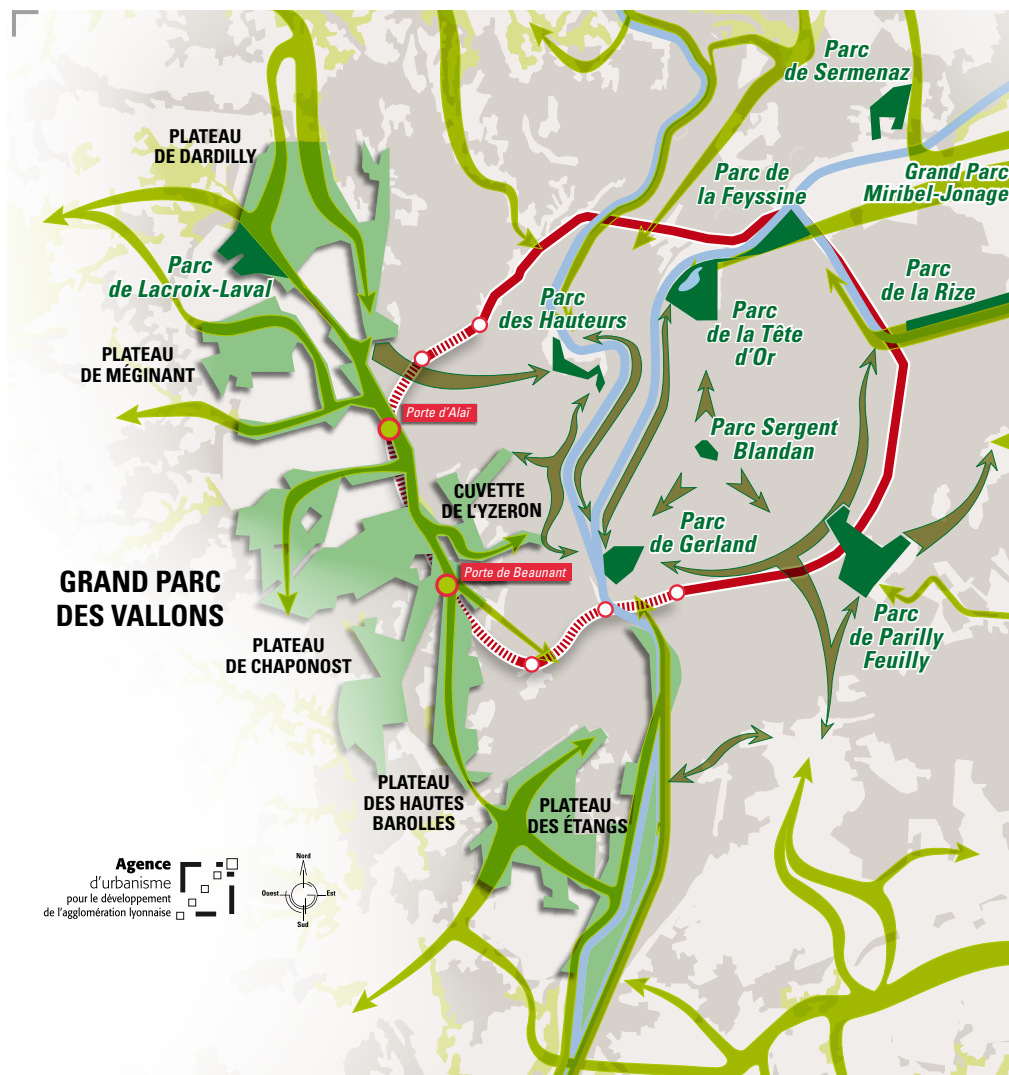 Parc
de Sermenaz
PLATEAU
DE DARDILLY
Parc de
la Feyssine
Grand Parc
Miribel-Jonage
Parc
de Lacroix-Laval
Parc
de la Rize
Parc
des Hauteurs
Parc
de la Tête
d'Or
PLATEAU
DE MÉGINANT
Porte d'Alaï
Parc Sergent
Blandan
CUVETTE
DE L'YZERON
Parc
de Gerland
GRAND PARC
DES VALLONS
Porte de Beaunant
Parc
de Parilly
Feuilly
PLATEAU
DE CHAPONOST
PLATEAU
DES HAUTES
BAROLLES
PLATEAU
DES ÉTANGS
Agence
d'urbanisme
pour le développement
de l'agglomération lyonnaise
Nord
Ouest
Est
Sud